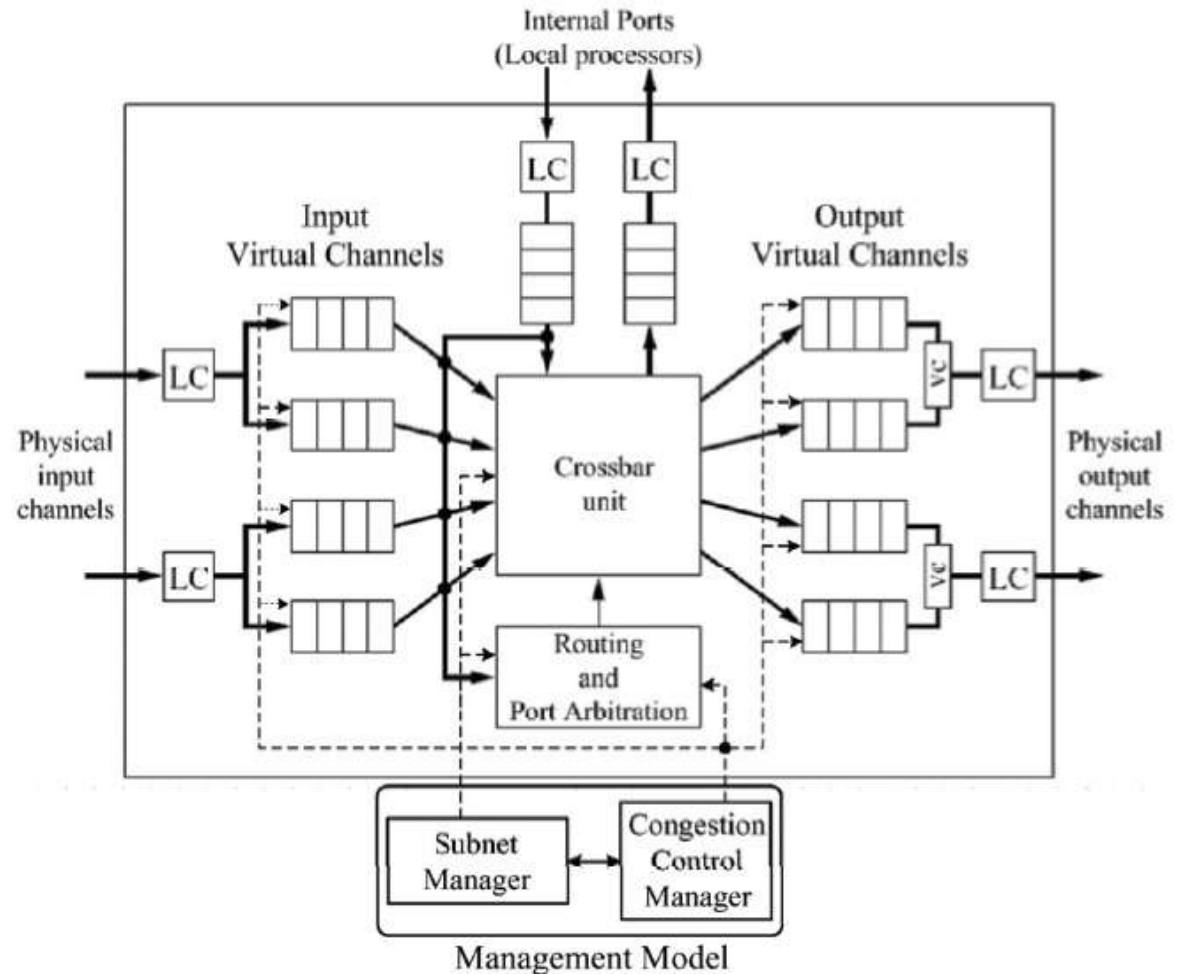 Internal Ports
(Local processors)
LC
LC
Input
Virtual Channels
Output
Virtual Channels
LC
LC
VC
LC
LC
VC
Physical
input
channels
Crossbar
unit
Physical
output
channels
Routing
and
Port Arbitration
Subnet
Manager
Congestion
Control
Manager
Management Model